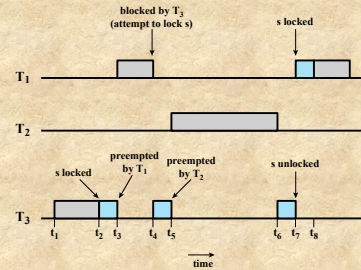 blocked by T3
(attempt to lock s)
s locked
T1
T2
s locked
preempted
by T1
preempted
by T2
s unlocked
T3
t1 t2 t3 t4 t5 t6 t7 t8
time